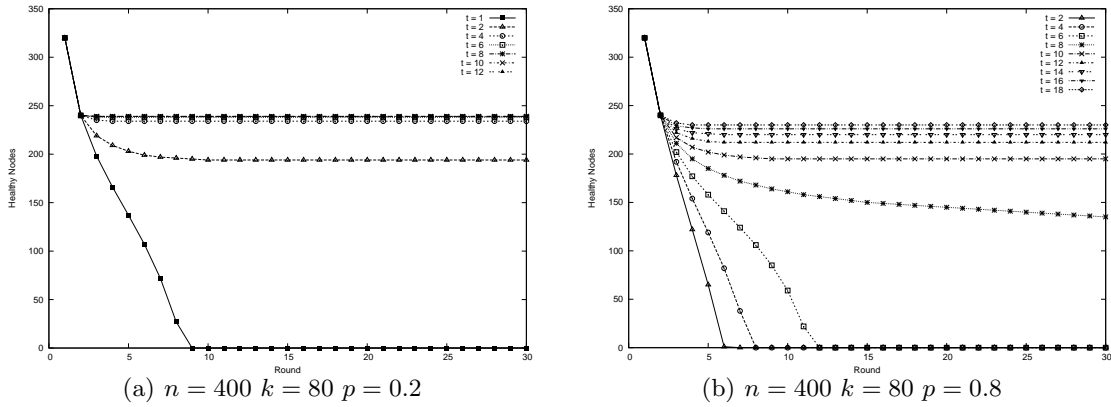 350
300
250
200
150
100
50
0
Healthy Nodes
5
10
15
20
25
30
Round
t = 1
t = 2
t = 4
t = 6
t = 8
t = 10
t = 12
(a) n = 400 k = 80 p = 0.2
350
300
250
200
150
100
50
0
Healthy Nodes
0
5
10
15
20
25
30
Round
t = 2
t = 4
t = 6
t = 8
t = 10
t = 12
t = 14
t = 16
t = 18
(b) n = 400 k = 80 p = 0.8